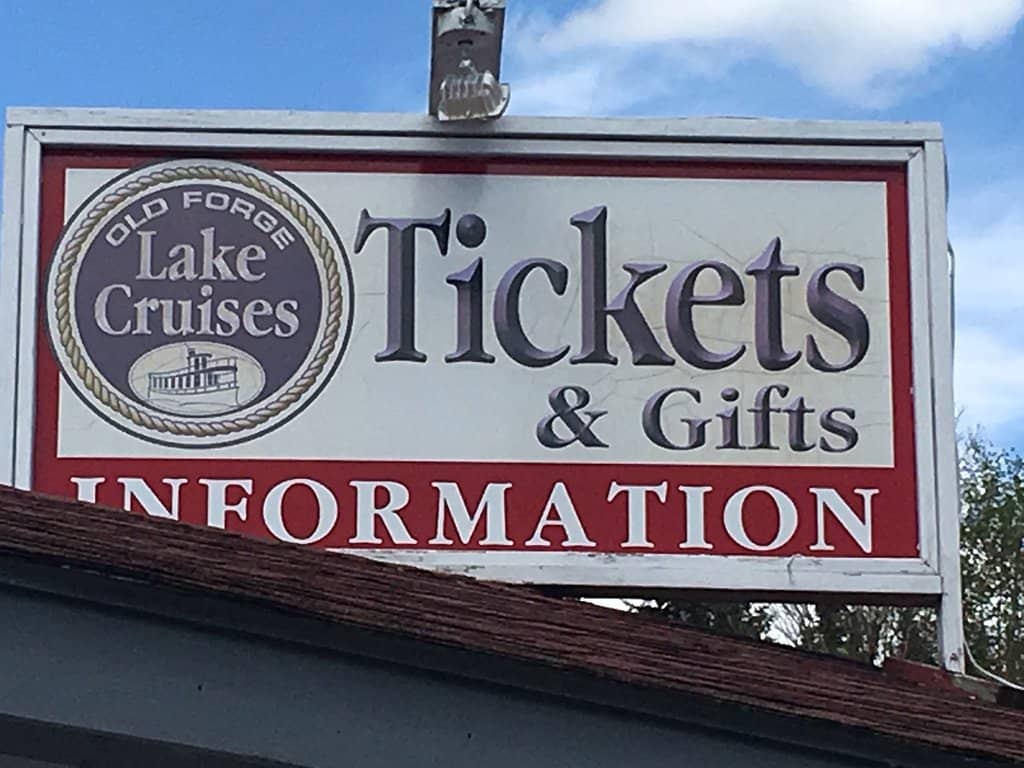 OLD FORGE
Lake
Cruises
Tickets
& Gifts
INFORMATION